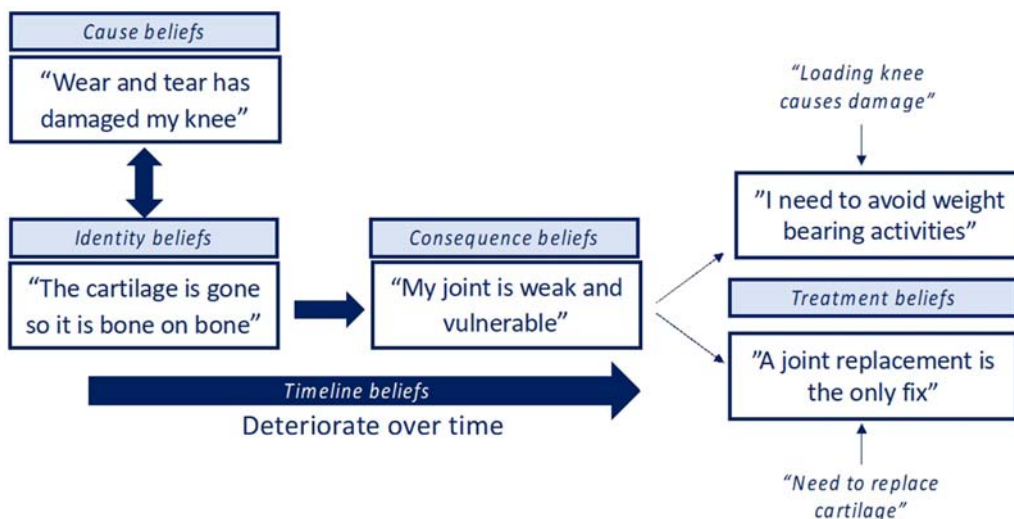 Cause beliefs
“Wear and tear has
damaged my knee”
Identity beliefs
“The cartilage is gone
so it is bone on bone”
Consequence beliefs
“My joint is weak and
vulnerable”
Timeline beliefs
Deteriorate over time
“Loading knee
causes damage”
”I need to avoid weight
bearing activities”
Treatment beliefs
”A joint replacement is
the only fix”
“Need to replace
cartilage”